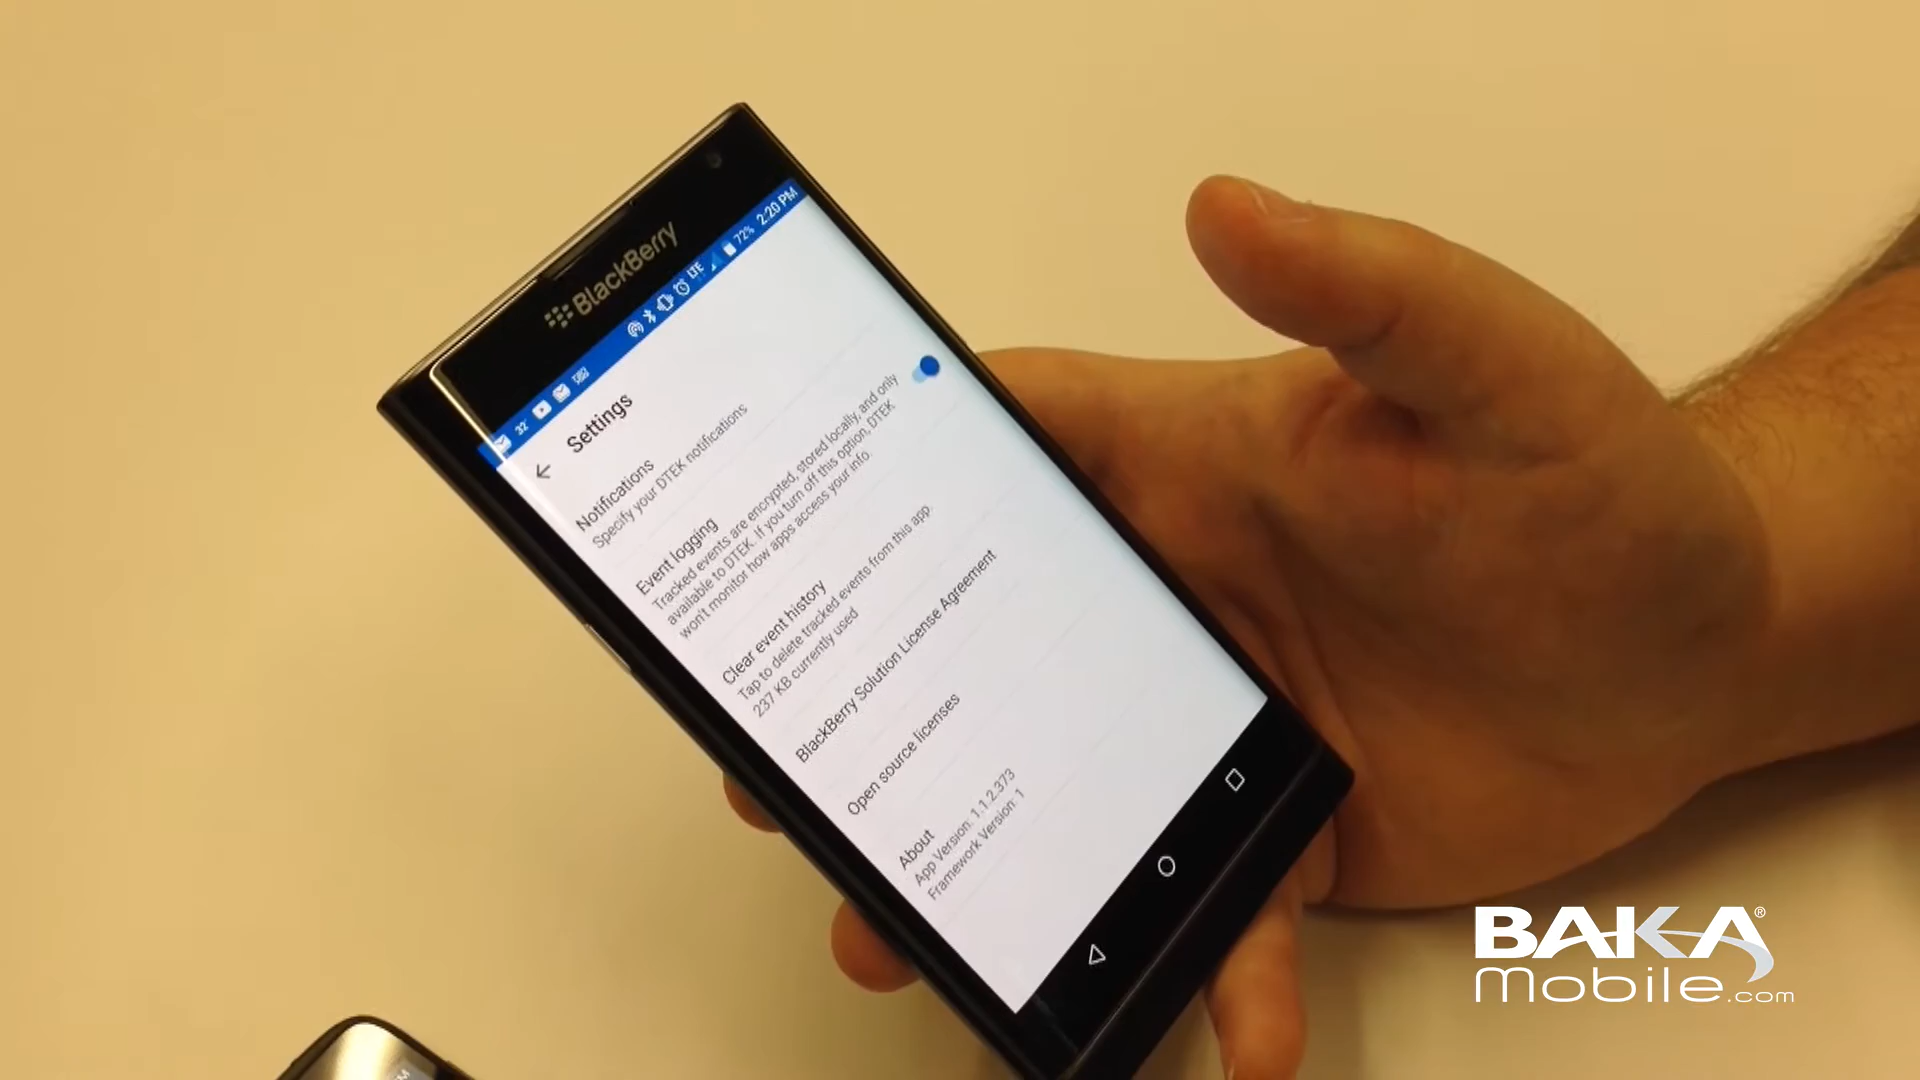 BlackBerry
32° LTE 72% 2:20 PM
Settings
Notifications
Specify your DTEK notifications
Event logging
Tracked events are encrypted, stored locally, and only
available to DTEK. If you turn off this option, DTEK
won't monitor how apps access your info.
Clear event history
Tap to delete tracked events from this app
237 KB currently used
BlackBerry Solution License Agreement
Open source licenses
About
App Version: 1.1.2.373
Framework Version: 1
BAKA®
Mobile.com